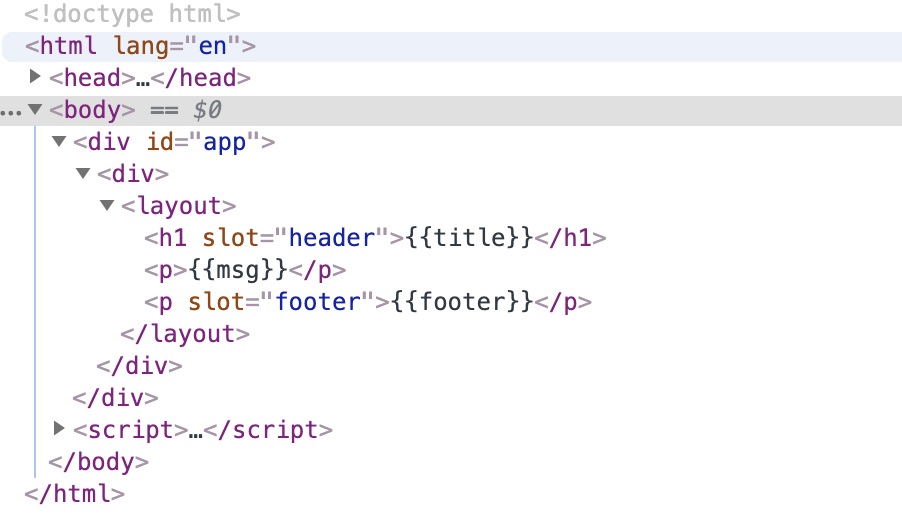 <!doctype html>
<html lang="en">
<head>…</head>
…<body> == $0
<div id="app">
<div>
<layout>
<h1 slot="header">{{title}}</h1>
<p>{{msg}}</p>
<p slot="footer">{{footer}}</p>
</layout>
</div>
</div>
<script>…</script>
</body>
</html>